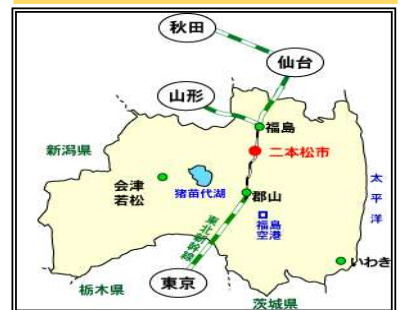 秋田
仙台
山形
福島
新潟県
二本松市
会津
若松
猪苗代湖
郡山
太平洋
東北新幹線
福島
空港
いわき
東京
栃木県
茨城県